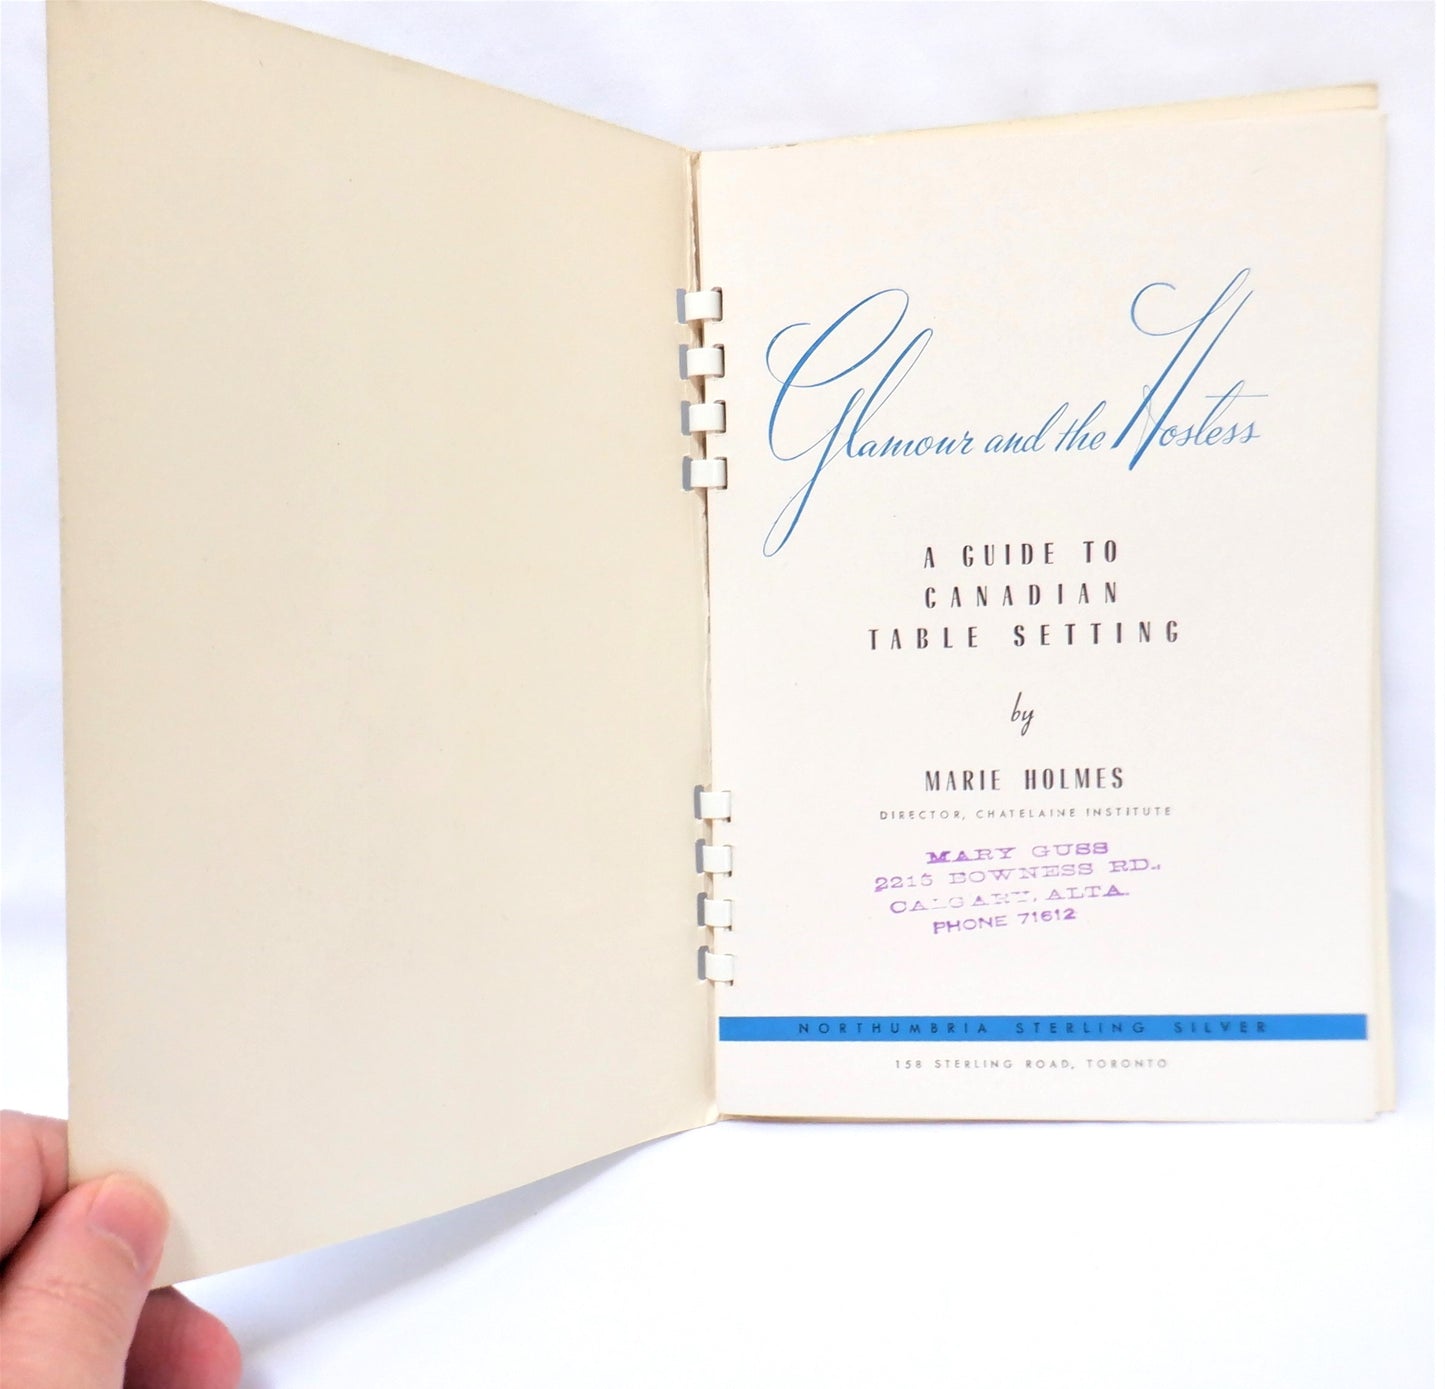 Glamour and the Hostess
A GUIDE TO
CANADIAN
TABLE SETTING
by
MARIE HOLMES
DIRECTOR, CHATELAINE INSTITUTE
MARY GUSS
2215 BOWNESS RD.,
CALGARY, ALTA.
PHONE 71612
NORTHUMBRIA STERLING SILVER
158 STERLING ROAD, TORONTO